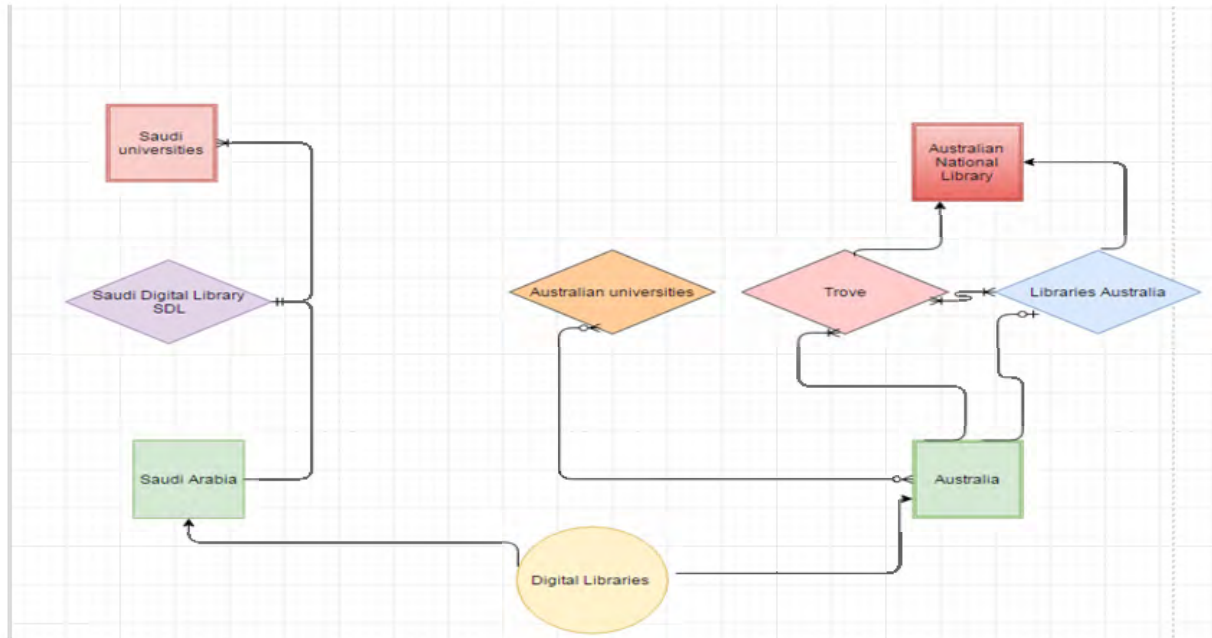 Saudi
universities
Australian
National
Library
Saudi Digital Library
SDL
Australian universities
Trove
Libraries Australia
Saudi Arabia
Australia
Digital Libraries